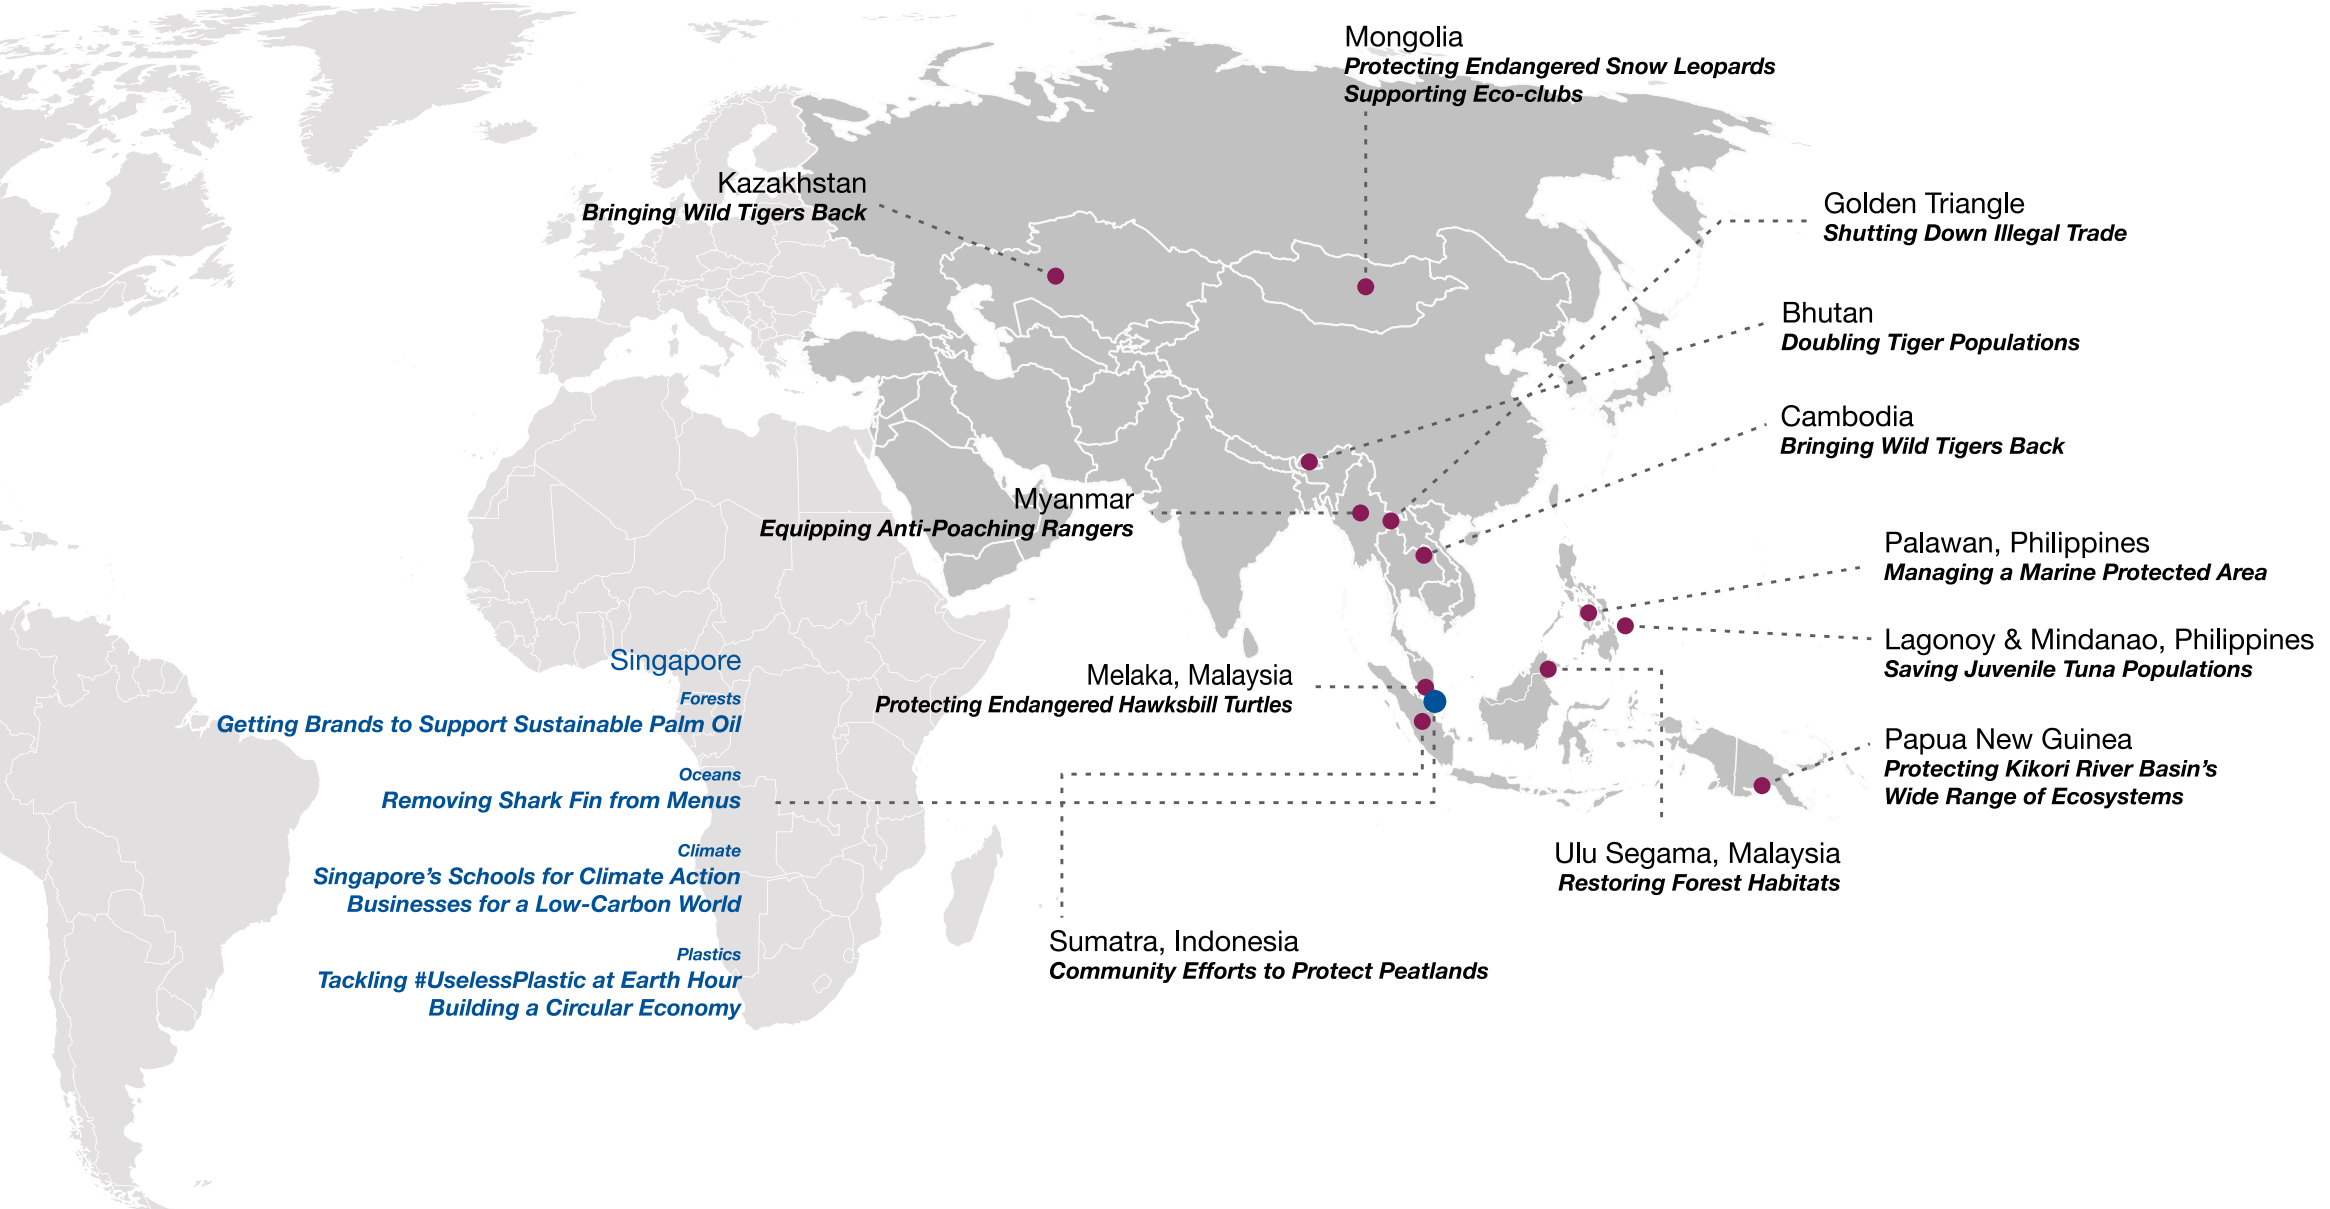 Mongolia
Protecting Endangered Snow Leopards
Supporting Eco-clubs
Kazakhstan
Bringing Wild Tigers Back
Golden Triangle
Shutting Down Illegal Trade
Bhutan
Doubling Tiger Populations
Cambodia
Bringing Wild Tigers Back
Myanmar
Equipping Anti-Poaching Rangers
Palawan, Philippines
Managing a Marine Protected Area
Lagonoy & Mindanao, Philippines
Saving Juvenile Tuna Populations
Singapore
Forests
Getting Brands to Support Sustainable Palm Oil
Oceans
Removing Shark Fin from Menus
Climate
Singapore’s Schools for Climate Action
Businesses for a Low-Carbon World
Plastics
Tackling #UselessPlastic at Earth Hour
Building a Circular Economy
Melaka, Malaysia
Protecting Endangered Hawksbill Turtles
Papua New Guinea
Protecting Kikori River Basin’s
Wide Range of Ecosystems
Ulu Segama, Malaysia
Restoring Forest Habitats
Sumatra, Indonesia
Community Efforts to Protect Peatlands